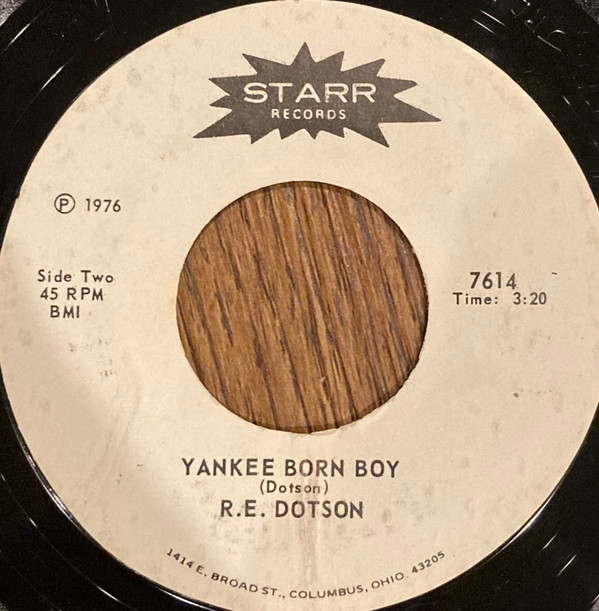 STARR
RECORDS
℗ 1976
Side Two
45 RPM
BMI
7614
Time: 3:20
YANKEE BORN BOY
(Dotson)
R.E. DOTSON
1414 E. BROAD ST., COLUMBUS, OHIO. 43205